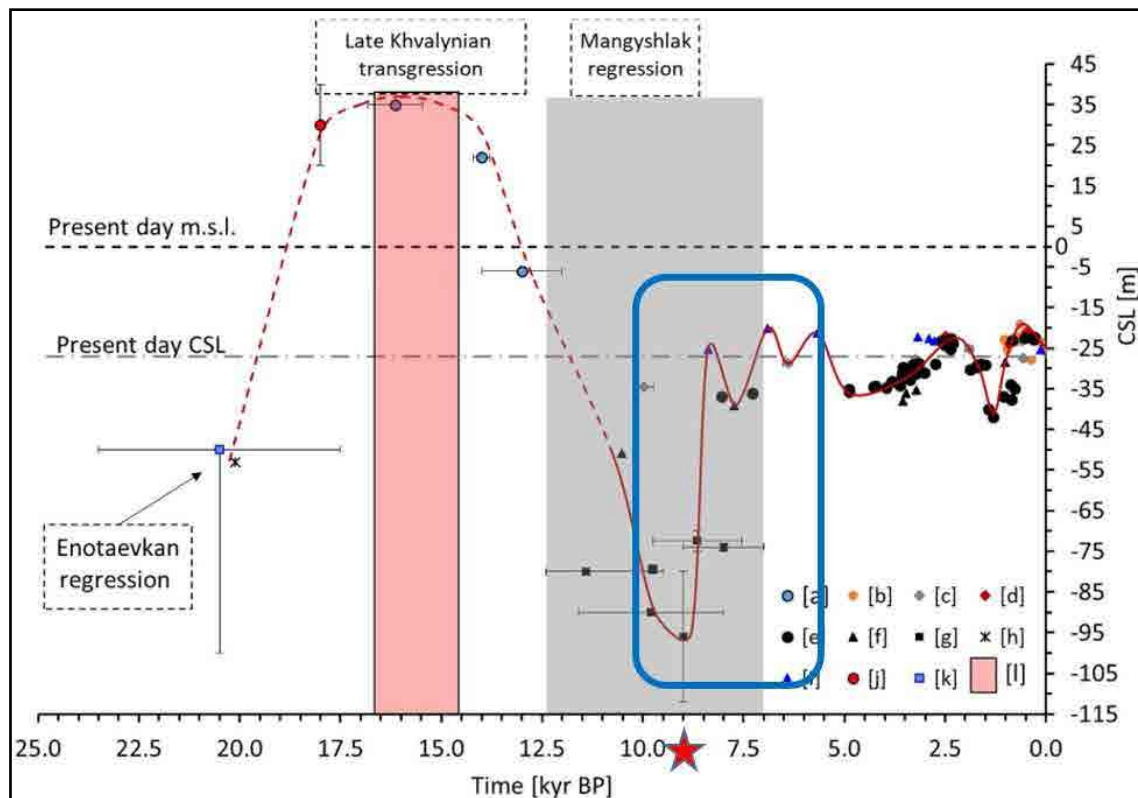 Late Khvalynian
transgression
Mangyshlak
regression
45
35
25
15
5
0
-5
-15
-25
-35
-45
-55
-65
-75
-85
-95
-105
-115
CSL [m]
Present day m.s.l.
Present day CSL
Enotaevkan
regression
[a] [b] [c] [d]
[e] [f] [g] [h]
[j] [k] [l]
25.0 22.5 20.0 17.5 15.0 12.5 10.0 7.5 5.0 2.5 0.0
Time [kyr BP]